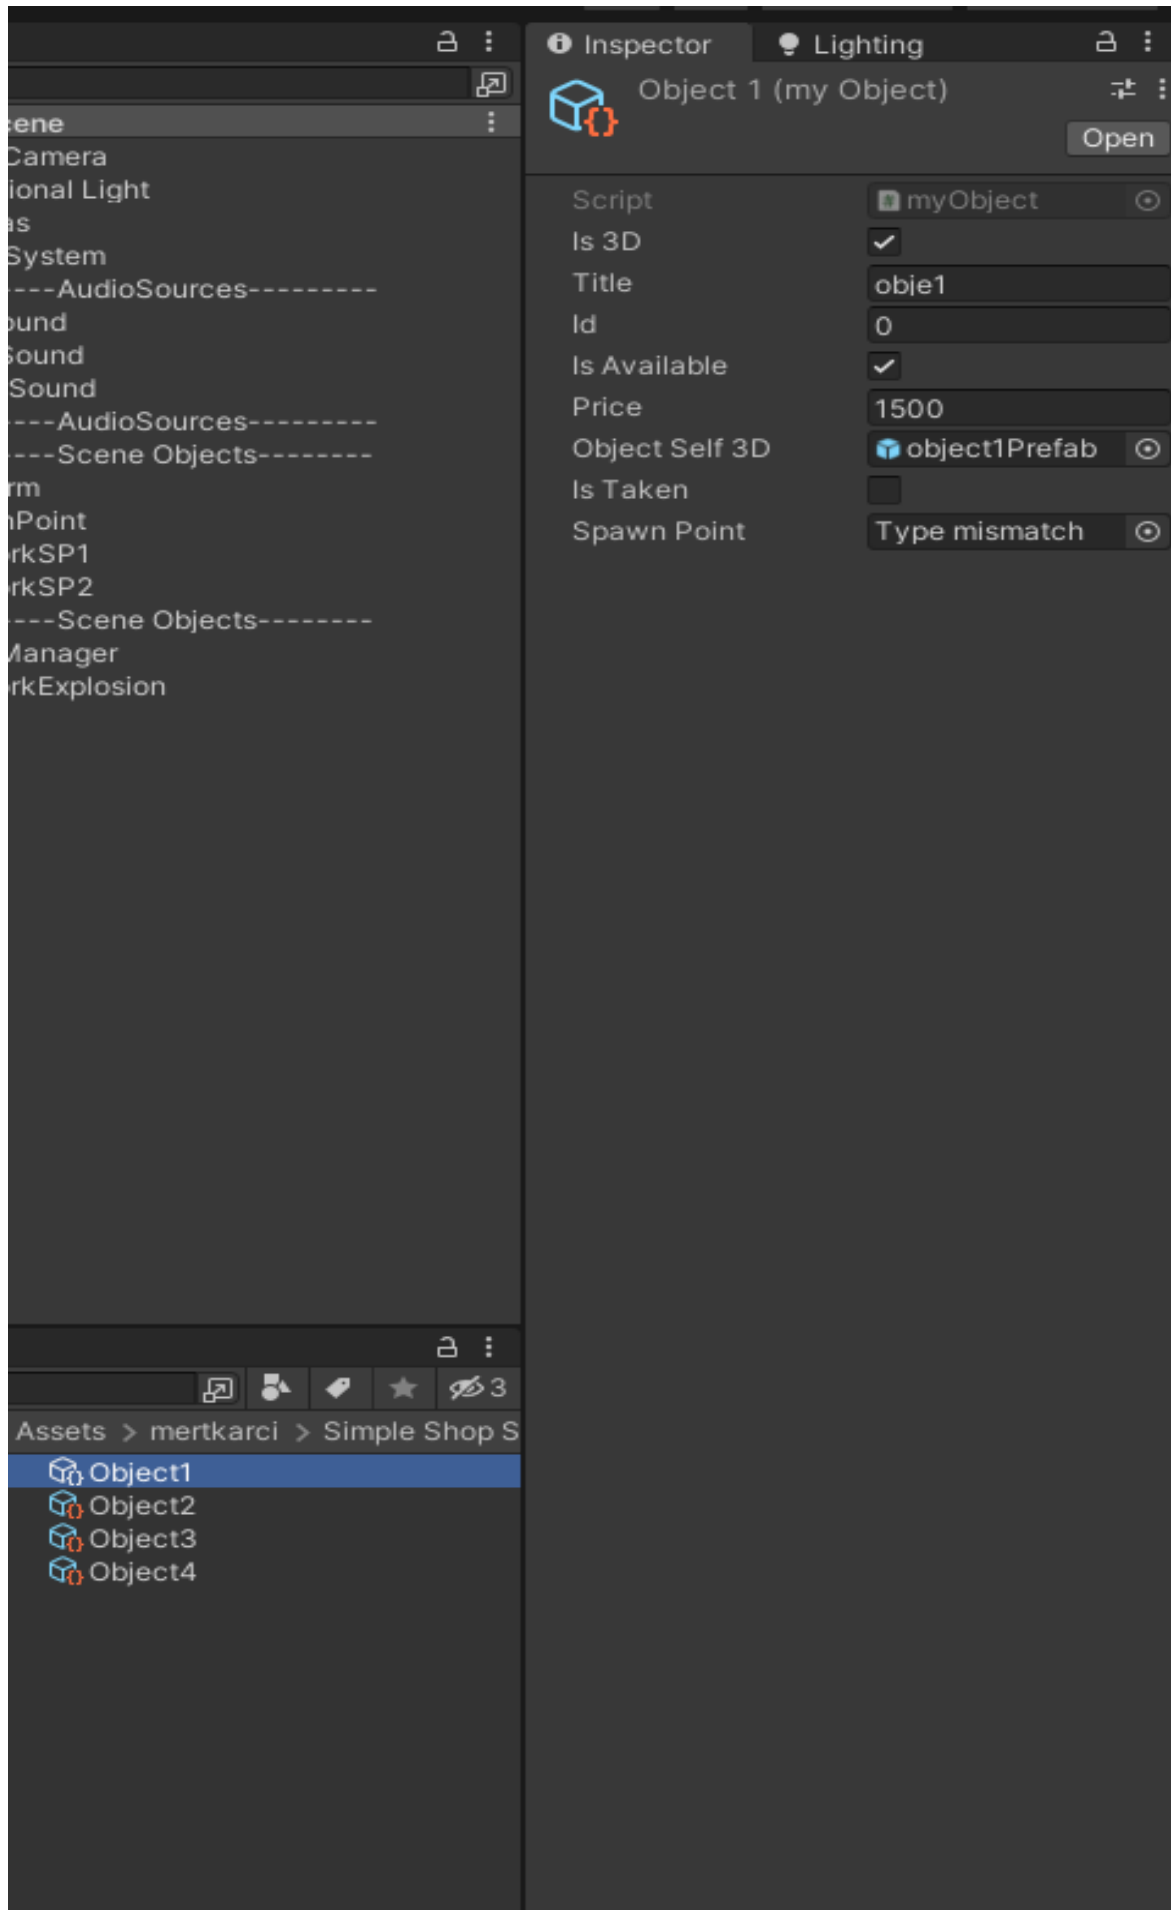 Inspector
Lighting
Object 1 (my Object)
Open
Script
myObject
Is 3D
Title
obje1
Id
0
Is Available
Price
1500
Object Self 3D
object1Prefab
Is Taken
Spawn Point
Type mismatch
cene
Camera
ional Light
as
System
----AudioSources---------
ound
Sound
Sound
---AudioSources---------
----Scene Objects--------
rm
nPoint
rkSP1
rkSP2
----Scene Objects--------
Manager
rkExplosion
3
Assets > mertkarci > Simple Shop S
Object1
Object2
Object3
Object4